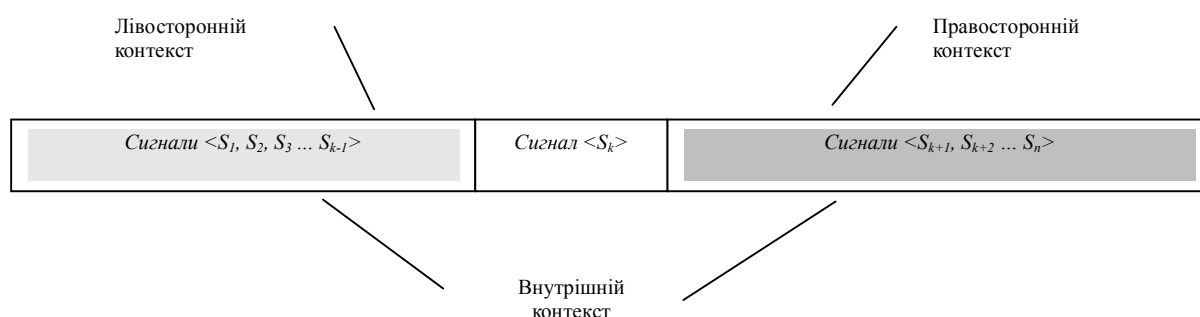 Лівосторонній
контекст
Правосторонній
контекст
Сигнали <S1, S2, S3 ... Sk-1>
Сигнал <Sk>
Сигнали <Sk+1, Sk+2 ... Sn>
Внутрішній
контекст